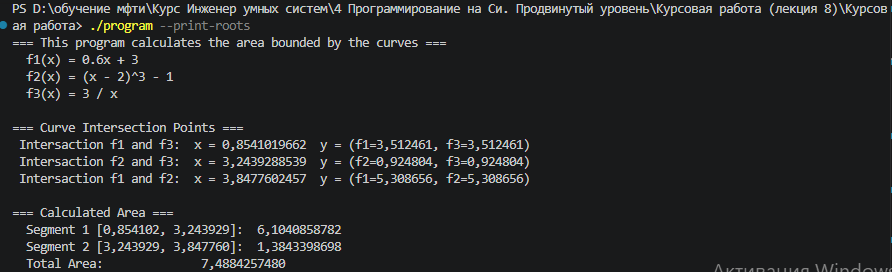 PS D:\обучение мфти\Курс Инженер умных систем\4 Программирование на Си. Продвинутый уровень\Курсовая работа (лекция 8)\Курсов
ая работа> ./program --print-roots
=== This program calculates the area bounded by the curves ===
f1(x) = 0.6x + 3
f2(x) = (x - 2)^3 - 1
f3(x) = 3 / x
=== Curve Intersection Points ===
Intersaction f1 and f3:  x = 0,8541019662  y = (f1=3,512461, f3=3,512461)
Intersaction f2 and f3:  x = 3,2439288539  y = (f2=0,924804, f3=0,924804)
Intersaction f1 and f2:  x = 3,8477602457  y = (f1=5,308656, f2=5,308656)
=== Calculated Area ===
Segment 1 [0,854102, 3,243929]:  6,1040858782
Segment 2 [3,243929, 3,847760]:  1,3843398698
Total Area:            7,4884257480
Активация Windows